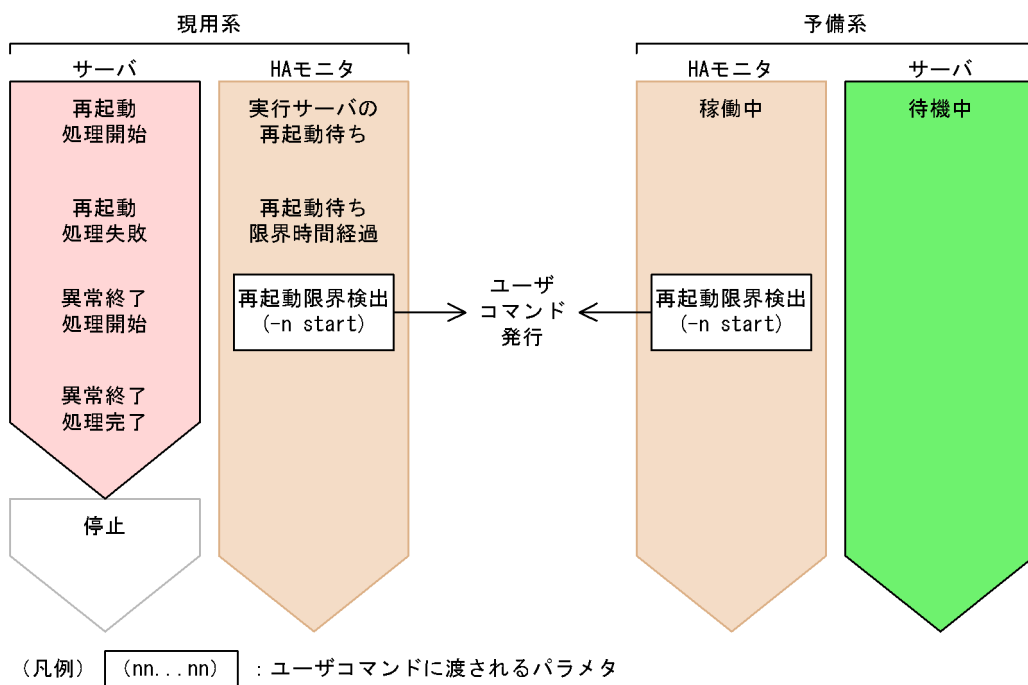 現用系
予備系
サーバ
HAモニタ
HAモニタ
サーバ
再起動
処理開始
実行サーバの
再起動待ち
稼働中
待機中
再起動
処理失敗
再起動待ち
限界時間経過
異常終了
処理開始
再起動限界検出
(-n start)
ユーザ
コマンド
発行
再起動限界検出
(-n start)
異常終了
処理完了
停止
(凡例) (nn...nn) :ユーザコマンドに渡されるパラメタ